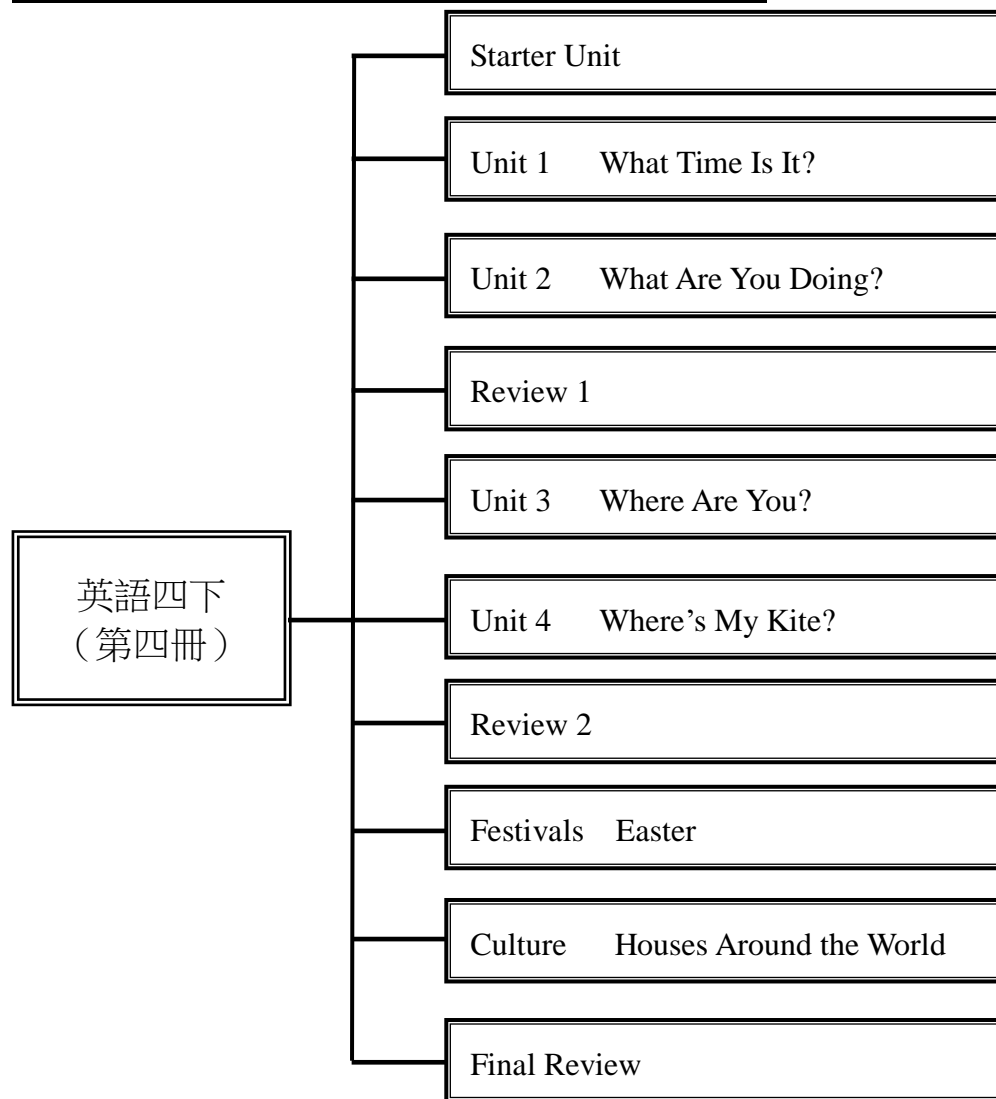 Starter Unit
Unit 1 What Time Is It?
Unit 2 What Are You Doing?
Review 1
Unit 3 Where Are You?
英語四下
（第四冊）
Unit 4 Where’s My Kite?
Review 2
Festivals Easter
Culture Houses Around the World
Final Review